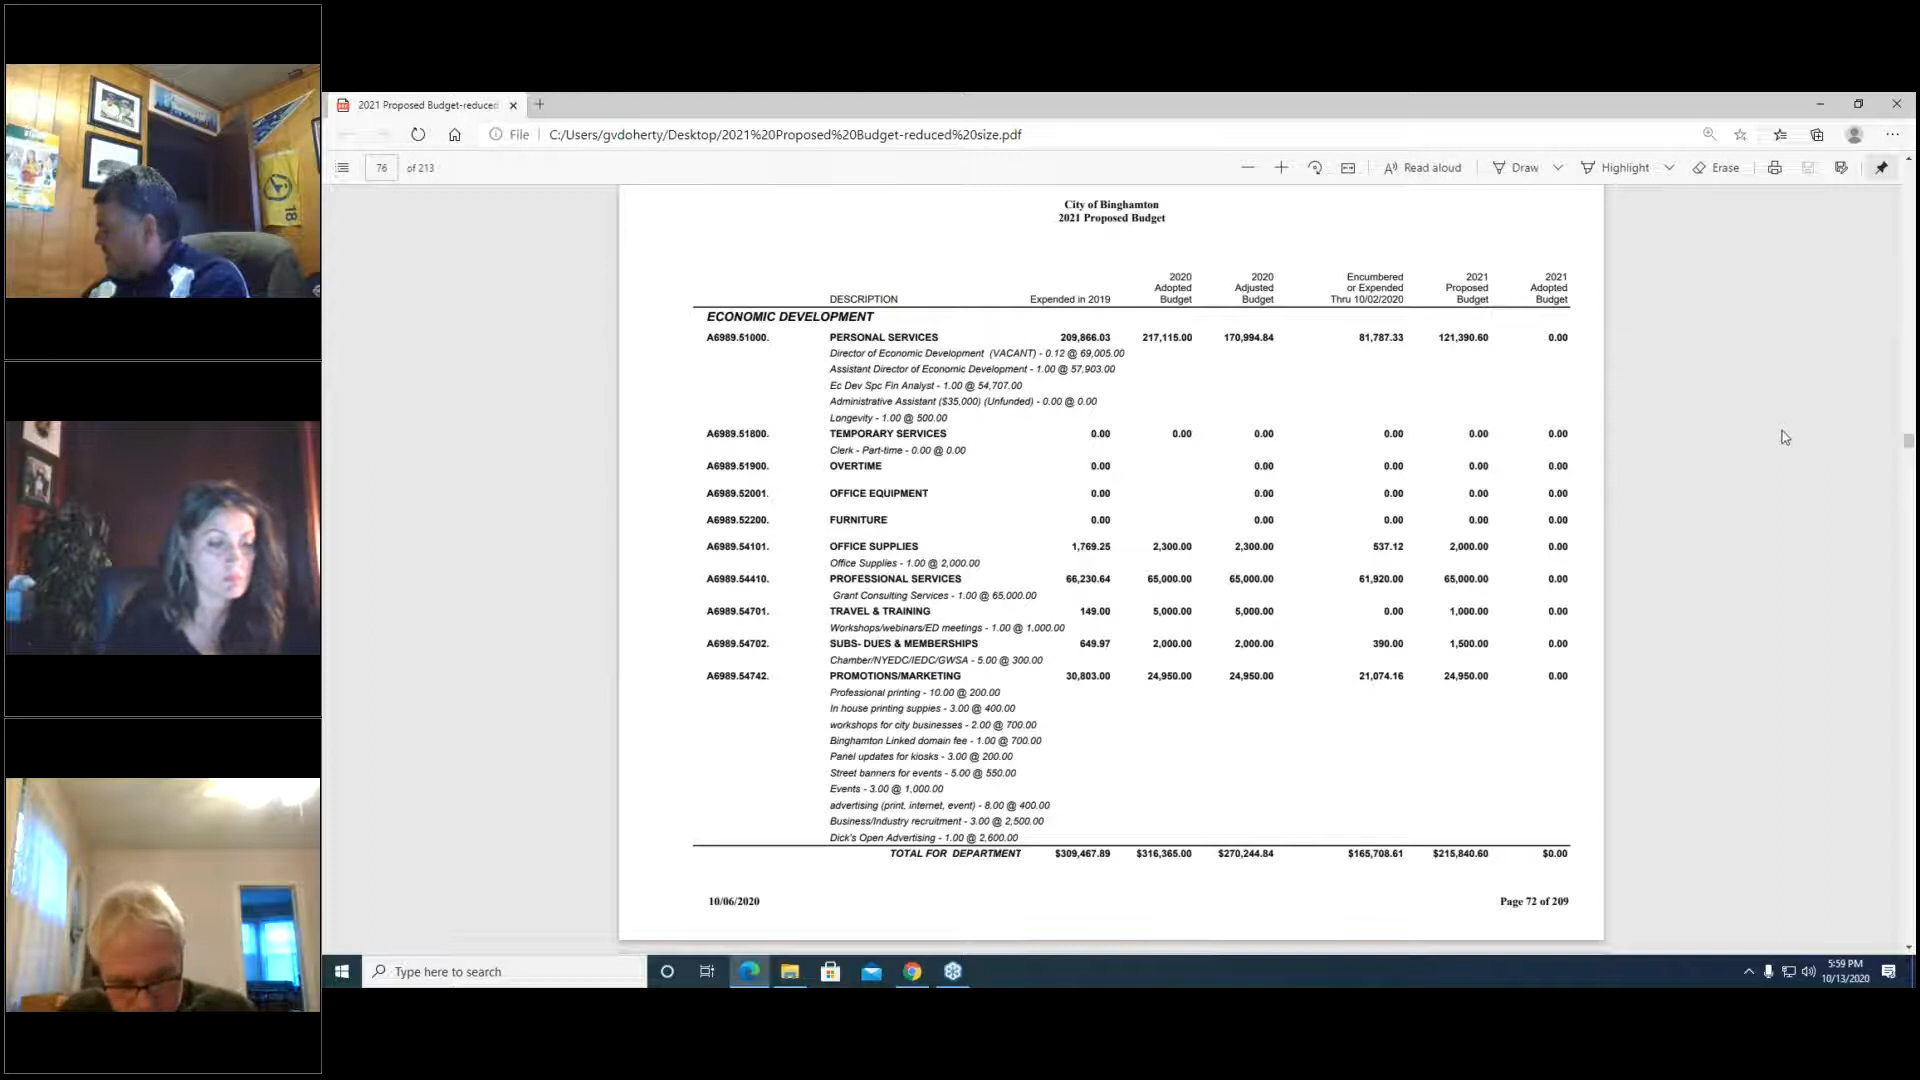 2021 Proposed Budget-reduced
File C:/Users/gvdoherty/Desktop/2021%20Proposed%20Budget-reduced%20size.pdf
76 of 213 Read aloud Draw Highlight Erase
City of Binghamton
2021 Proposed Budget
2020 2020 Encumbered 2021 2021
Adopted Adjusted or Expended Proposed Adopted
DESCRIPTION Expended in 2019 Budget Budget Thru 10/02/2020 Budget Budget
ECONOMIC DEVELOPMENT
A6989.51000. PERSONAL SERVICES 209,866.03 217,115.00 170,994.84 81,787.33 121,390.60 0.00
Director of Economic Development (VACANT) - 0.12 @ 69,005.00
Assistant Director of Economic Development - 1.00 @ 57,903.00
Ec Dev Spc Fin Analyst - 1.00 @ 54,707.00
Administrative Assistant ($35,000) (Unfunded) - 0.00 @ 0.00
Longevity - 1.00 @ 500.00
A6989.51800. TEMPORARY SERVICES 0.00 0.00 0.00 0.00 0.00 0.00
Clerk - Part-time - 0.00 @ 0.00
A6989.51900. OVERTIME 0.00 0.00 0.00 0.00 0.00
A6989.52001. OFFICE EQUIPMENT 0.00 0.00 0.00 0.00 0.00
A6989.52200. FURNITURE 0.00 0.00 0.00 0.00 0.00
A6989.54101. OFFICE SUPPLIES 1,769.25 2,300.00 2,300.00 537.12 2,000.00 0.00
Office Supplies - 1.00 @ 2,000.00
A6989.54410. PROFESSIONAL SERVICES 66,230.64 65,000.00 65,000.00 61,920.00 65,000.00 0.00
Grant Consulting Services - 1.00 @ 65,000.00
A6989.54701. TRAVEL & TRAINING 149.00 5,000.00 5,000.00 0.00 1,000.00 0.00
Workshops/webinars/ED meetings - 1.00 @ 1,000.00
A6989.54702. SUBS- DUES & MEMBERSHIPS 649.97 2,000.00 2,000.00 390.00 1,500.00 0.00
Chamber/NYEDC/IEDC/GWSA - 5.00 @ 300.00
A6989.54742. PROMOTIONS/MARKETING 30,803.00 24,950.00 24,950.00 21,074.16 24,950.00 0.00
Professional printing - 10.00 @ 200.00
In house printing suppies - 3.00 @ 400.00
workshops for city businesses - 2.00 @ 700.00
Binghamton Linked domain fee - 1.00 @ 700.00
Panel updates for kiosks - 3.00 @ 200.00
Street banners for events - 5.00 @ 550.00
Events - 3.00 @ 1,000.00
advertising (print, internet, event) - 8.00 @ 400.00
Business/Industry recruitment - 3.00 @ 2,500.00
Dick's Open Advertising - 1.00 @ 2,600.00
TOTAL FOR DEPARTMENT $309,467.89 $316,365.00 $270,244.84 $165,708.61 $215,840.60 $0.00
10/06/2020 Page 72 of 209
Type here to search
5:59 PM
10/13/2020
18